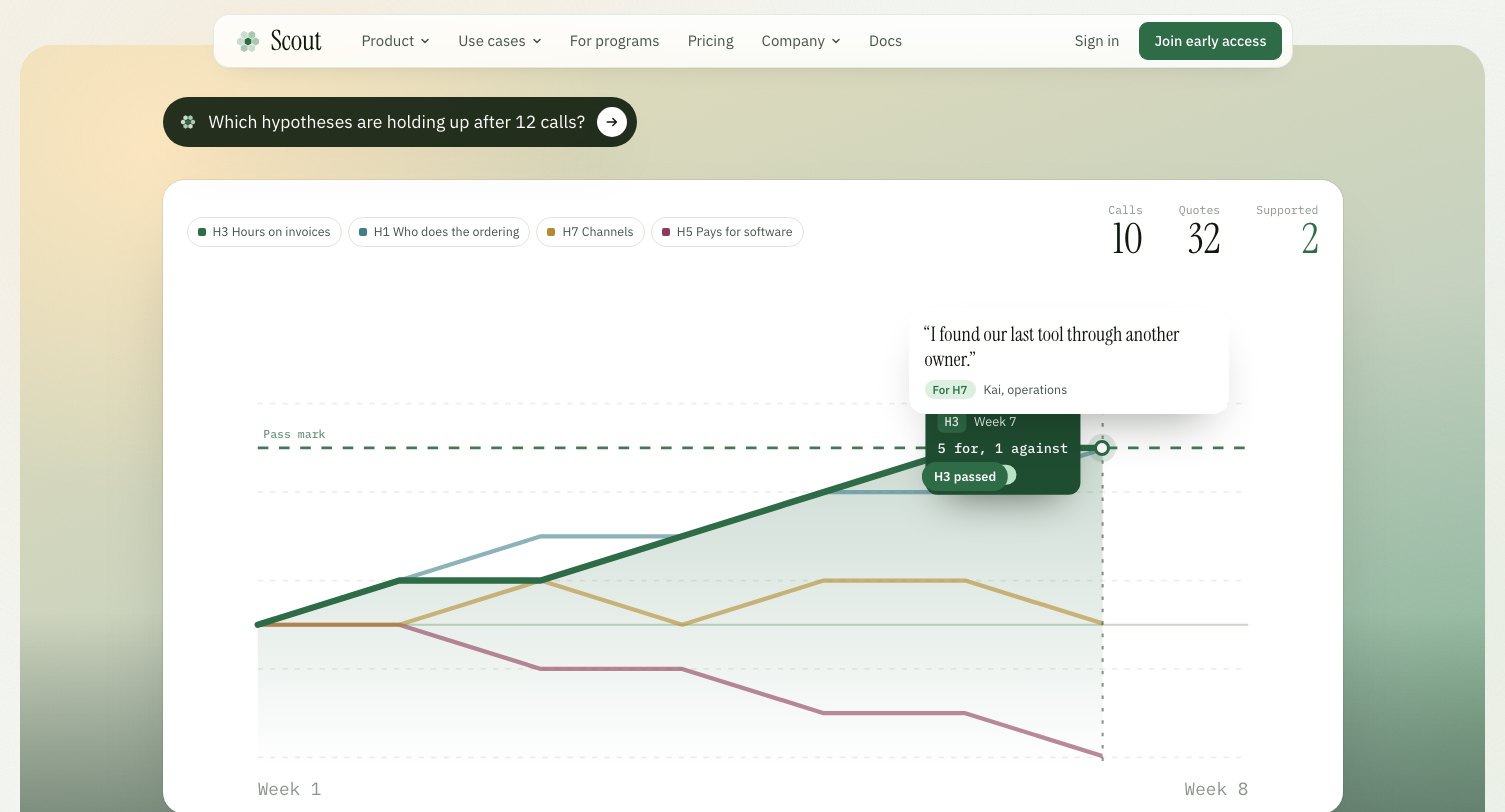 Scout
Product
Use cases
For programs
Pricing
Company
Docs
Sign in
Join early access
Which hypotheses are holding up after 12 calls?
H3 Hours on invoices
H1 Who does the ordering
H7 Channels
H5 Pays for software
Calls
10
Quotes
32
Supported
2
“I found our last tool through another
owner.”
For H7 Kai, operations
Pass mark
H3 Week 7
5 for, 1 against
H3 passed
Week 1
Week 8